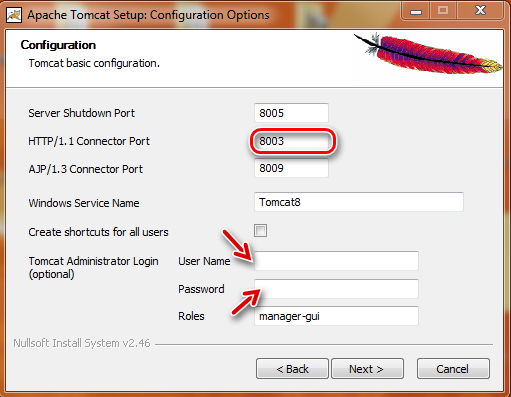 Apache Tomcat Setup: Configuration Options
Configuration
Tomcat basic configuration.
Server Shutdown Port 8005
HTTP/1.1 Connector Port 8003
AJP/1.3 Connector Port 8009
Windows Service Name Tomcat8
Create shortcuts for all users
Tomcat Administrator Login User Name
(optional)
Password
Roles manager-gui
Nullsoft Install System v2.46
< Back Next > Cancel